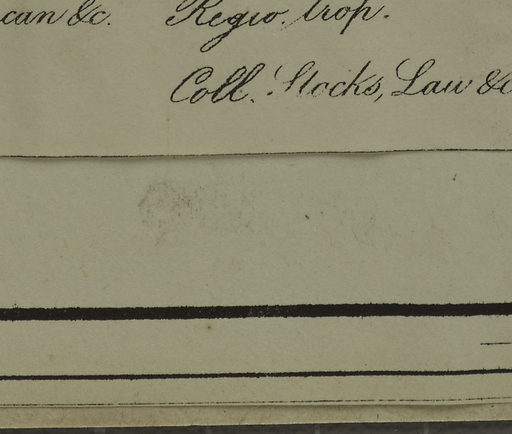 can &c. Regio. trop.
Coll. Stocks, Law &c